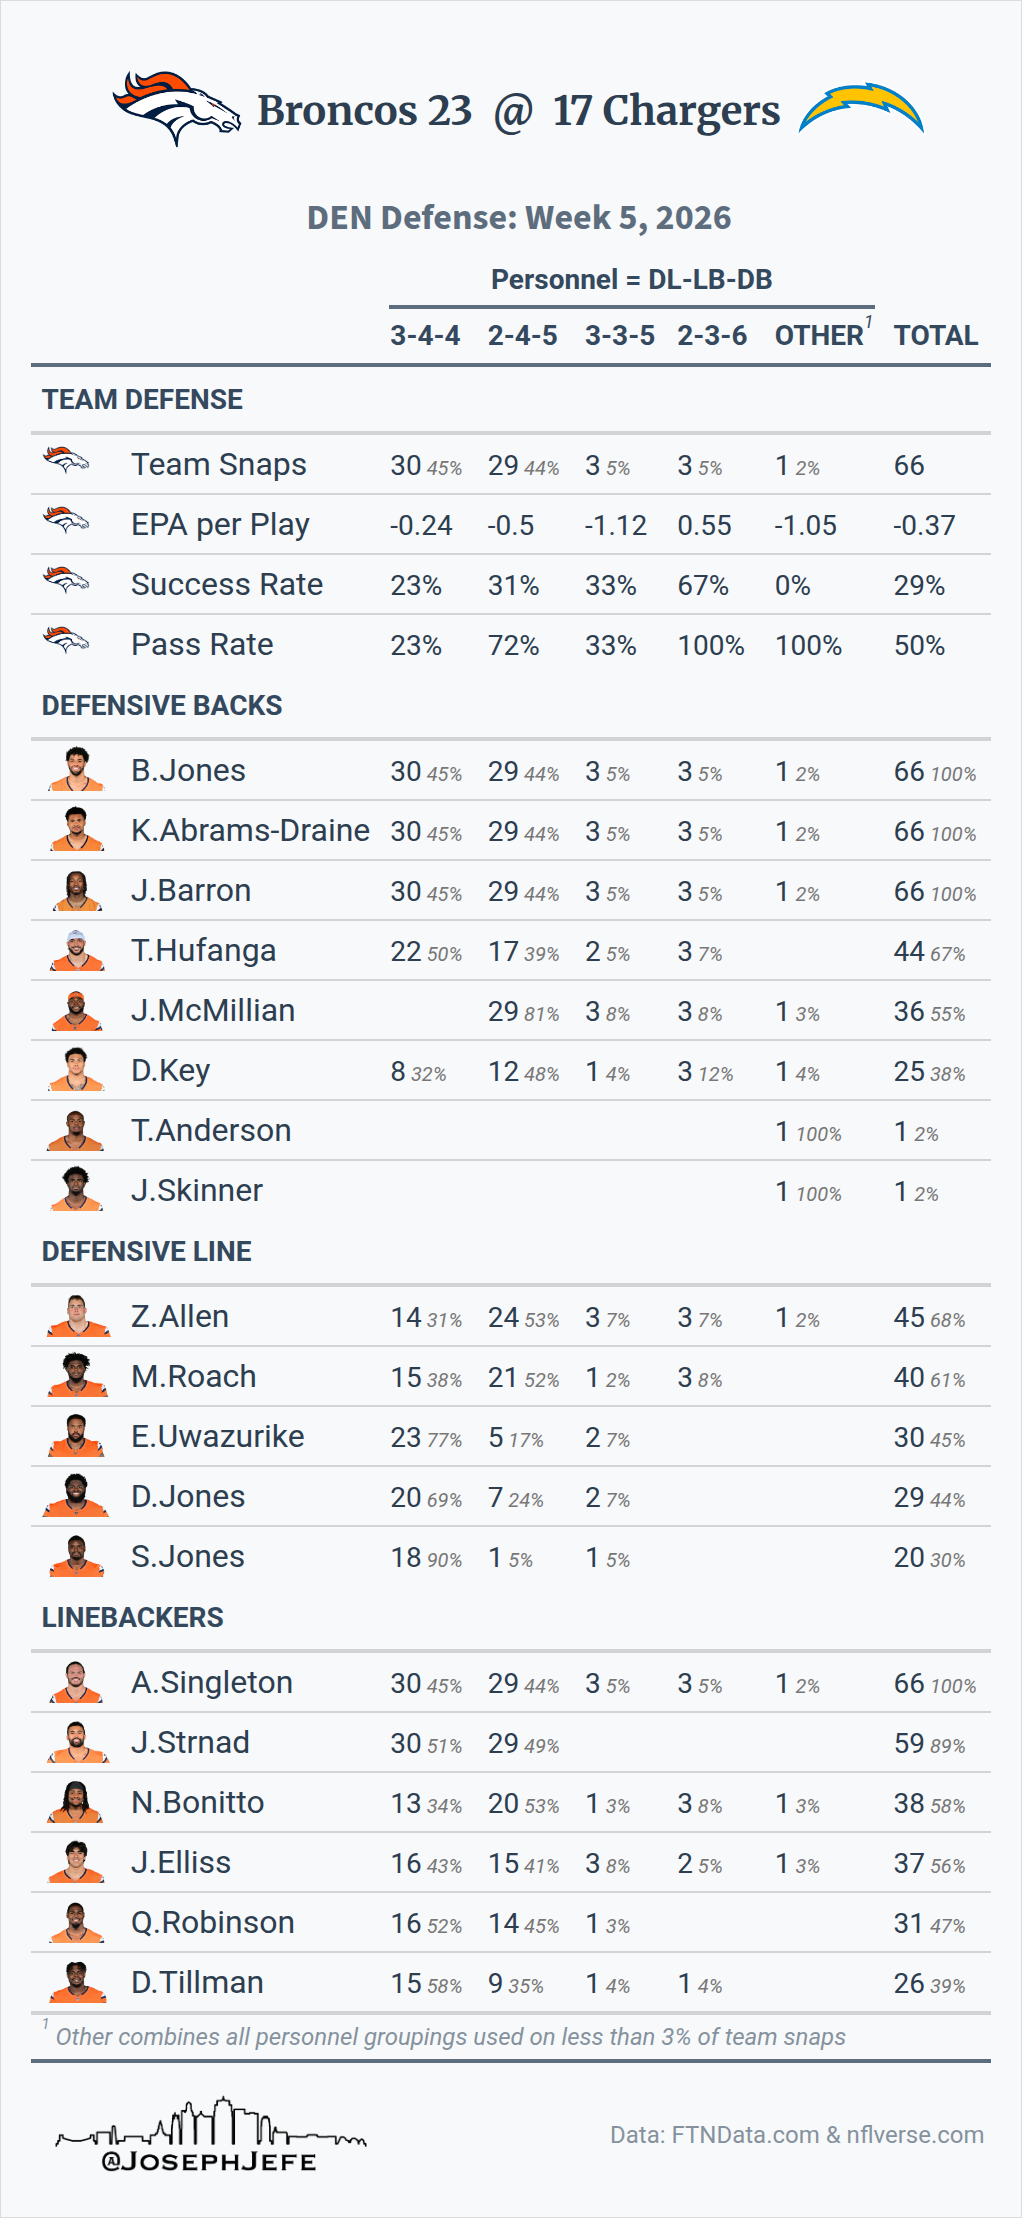 Broncos 23 @ 17 Chargers
DEN Defense: Week 5, 2026
Personnel = DL-LB-DB
3-4-4 2-4-5 3-3-5 2-3-6 OTHER 1 TOTAL
TEAM DEFENSE
Team Snaps 30 45% 29 44% 3 5% 3 5% 1 2% 66
EPA per Play -0.24 -0.5 -1.12 0.55 -1.05 -0.37
Success Rate 23% 31% 33% 67% 0% 29%
Pass Rate 23% 72% 33% 100% 100% 50%
DEFENSIVE BACKS
B.Jones 30 45% 29 44% 3 5% 3 5% 1 2% 66 100%
K.Abrams-Draine 30 45% 29 44% 3 5% 3 5% 1 2% 66 100%
J.Barron 30 45% 29 44% 3 5% 3 5% 1 2% 66 100%
T.Hufanga 22 50% 17 39% 2 5% 3 7% 44 67%
J.McMillian 29 81% 3 8% 3 8% 1 3% 36 55%
D.Key 8 32% 12 48% 1 4% 3 12% 1 4% 25 38%
T.Anderson 1 100% 1 2%
J.Skinner 1 100% 1 2%
DEFENSIVE LINE
Z.Allen 14 31% 24 53% 3 7% 3 7% 1 2% 45 68%
M.Roach 15 38% 21 52% 1 2% 3 8% 40 61%
E.Uwazurike 23 77% 5 17% 2 7% 30 45%
D.Jones 20 69% 7 24% 2 7% 29 44%
S.Jones 18 90% 1 5% 1 5% 20 30%
LINEBACKERS
A.Singleton 30 45% 29 44% 3 5% 3 5% 1 2% 66 100%
J.Strnad 30 51% 29 49% 59 89%
N.Bonitto 13 34% 20 53% 1 3% 3 8% 1 3% 38 58%
J.Elliss 16 43% 15 41% 3 8% 2 5% 1 3% 37 56%
Q.Robinson 16 52% 14 45% 1 3% 31 47%
D.Tillman 15 58% 9 35% 1 4% 1 4% 26 39%
1 Other combines all personnel groupings used on less than 3% of team snaps
@JosephJefe
Data: FTNData.com & nflverse.com